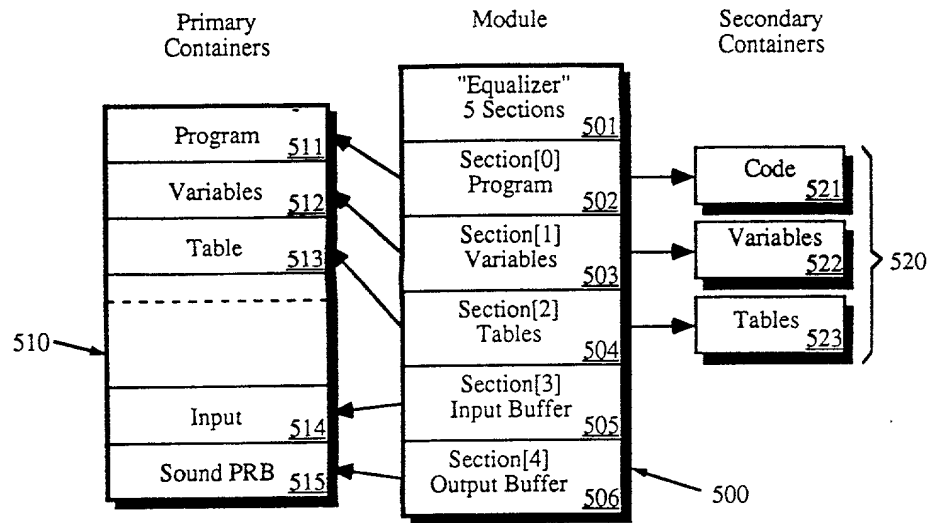 Primary
Containers
Module
Secondary
Containers
"Equalizer"
5 Sections
501
Program
511
Section[0]
Program
502
Code
521
Variables
512
Section[1]
Variables
503
Variables
522
520
Table
513
Section[2]
Tables
504
Tables
523
510
Input
514
Section[3]
Input Buffer
505
Sound PRB
515
Section[4]
Output Buffer
506
500